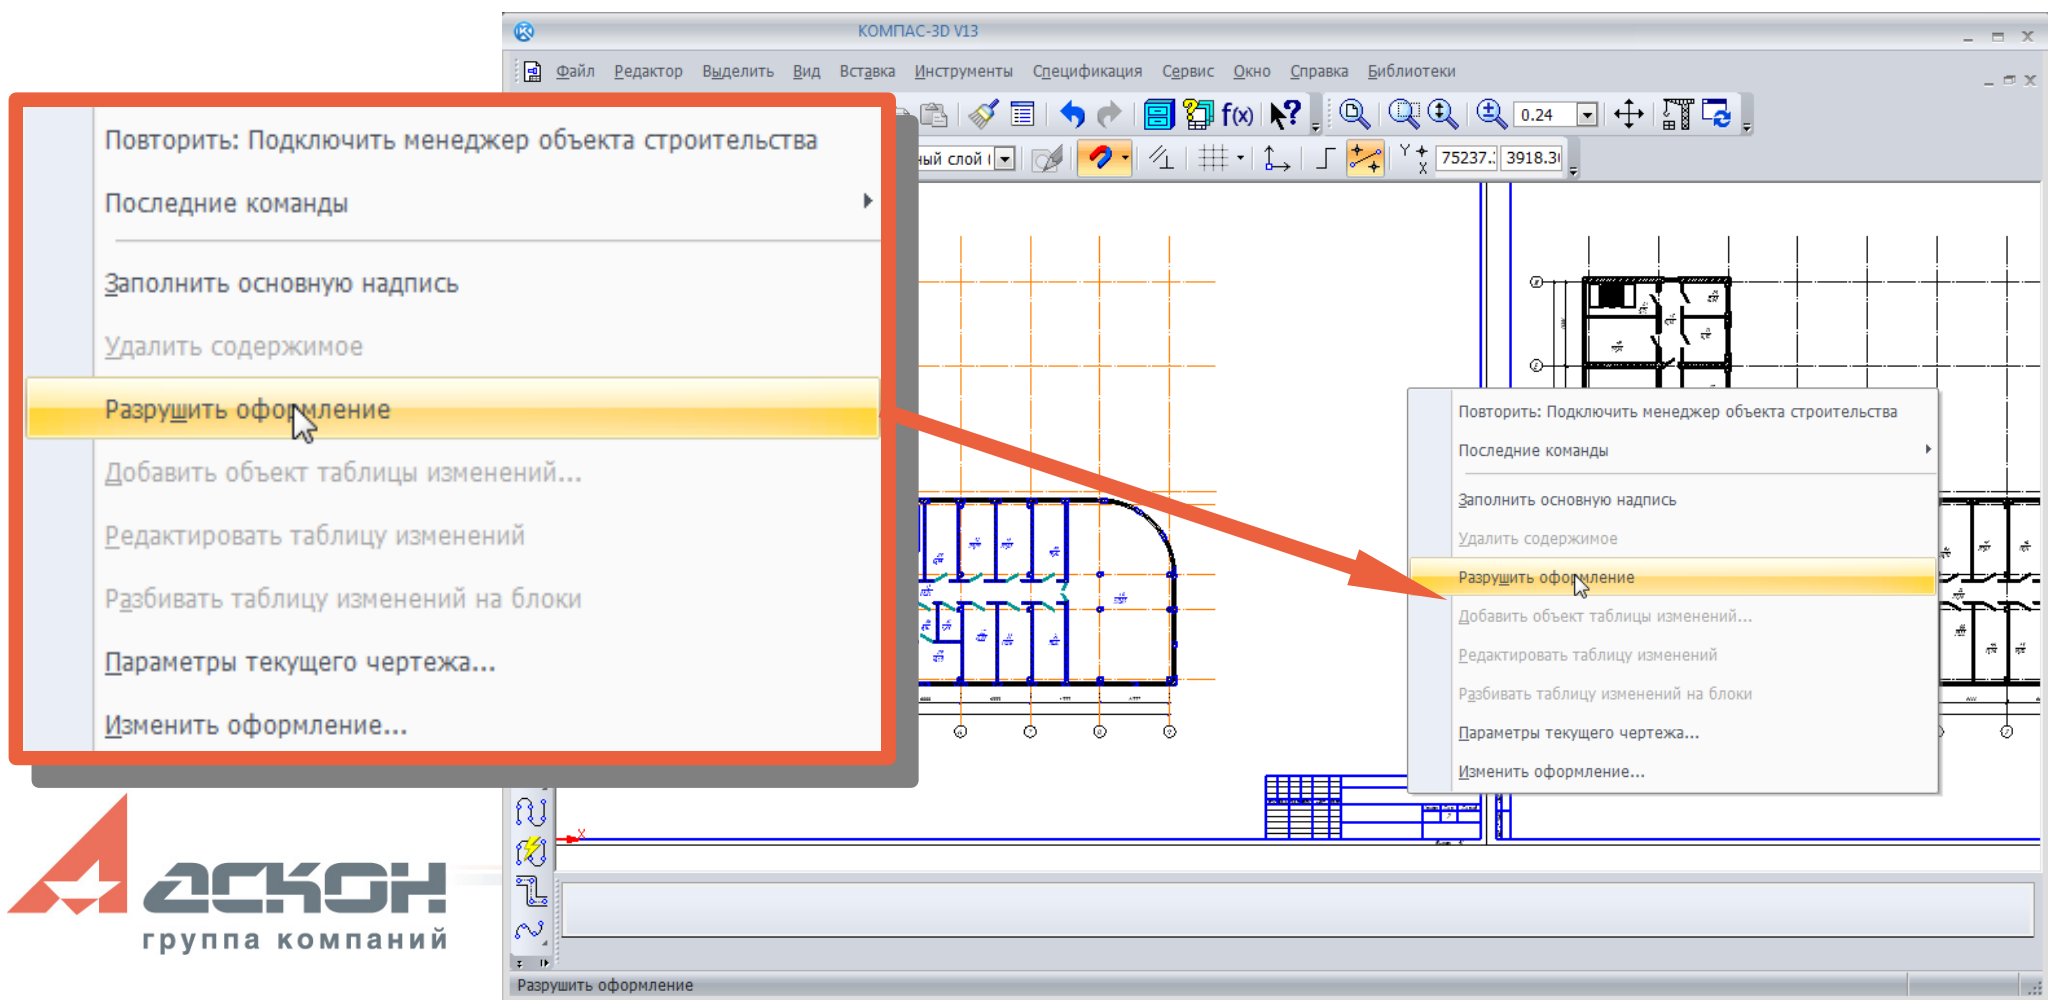 КОМПАС-3D V13
Файл Редактор Выделить Вид Вставка Инструменты Спецификация Сервис Окно Справка Библиотеки
f(x) 0.24
ный слой Y X 75237. 3918.3
Повторить: Подключить менеджер объекта строительства
Последние команды
Заполнить основную надпись
Удалить содержимое
Разрушить оформление
Добавить объект таблицы изменений...
Редактировать таблицу изменений
Разбивать таблицу изменений на блоки
Параметры текущего чертежа...
Изменить оформление...
Повторить: Подключить менеджер объекта строительства
Последние команды
Заполнить основную надпись
Удалить содержимое
Разрушить оформление
Добавить объект таблицы изменений...
Редактировать таблицу изменений
Разбивать таблицу изменений на блоки
Параметры текущего чертежа...
Изменить оформление...
X
АСКОН
группа компаний
Разрушить оформление